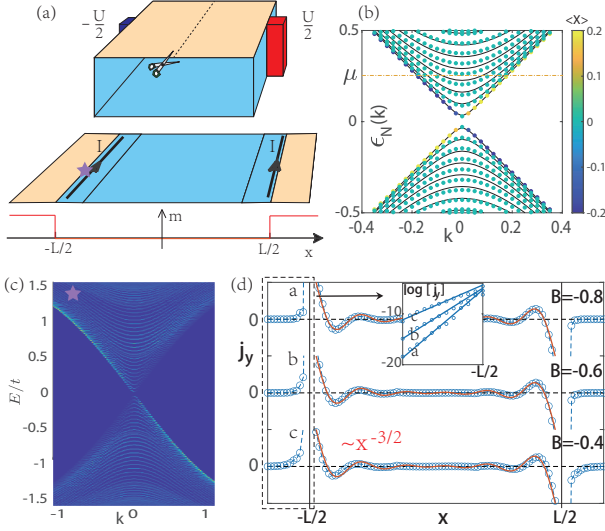 (a)
-U/2
U/2
I
I
m
-L/2
L/2
x
(b)
<x>
0.5
μ
0
-0.5
ϵ_N(k)
-0.4
-0.2
0
0.2
0.4
k
0.2
0.1
0
-0.1
-0.2
(c)
1.5
1
0.5
0
-0.5
-1
-1.5
E/t
-1
k
0
1
(d)
a
b
c
j_y
0
0
0
log [j_y]
-10
-20
c
b
a
-L/2
B=-0.8
B=-0.6
B=-0.4
~x^{-3/2}
-L/2
x
L/2